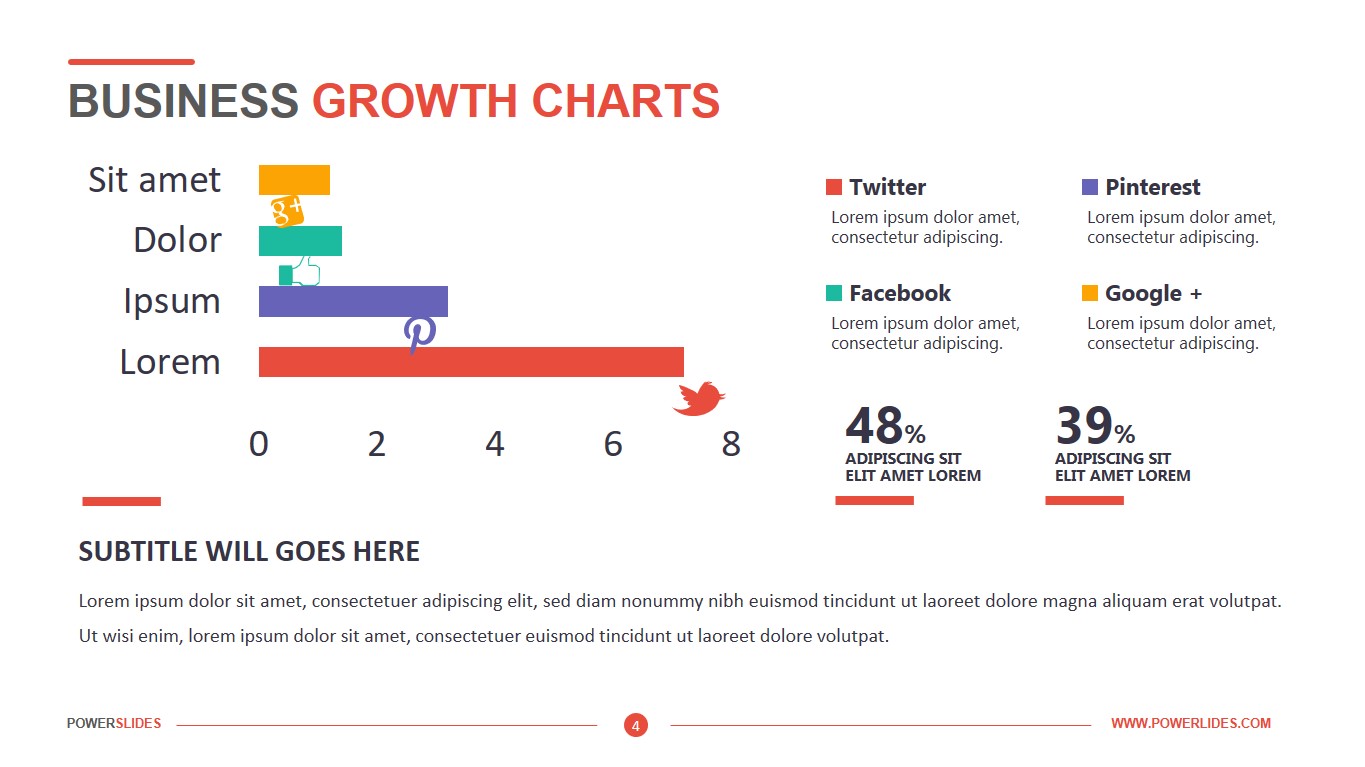 BUSINESS GROWTH CHARTS
Sit amet
g+
Dolor
Ipsum
Lorem
0 2 4 6 8
Twitter
Lorem ipsum dolor amet,
consectetur adipiscing.
Pinterest
Lorem ipsum dolor amet,
consectetur adipiscing.
Facebook
Lorem ipsum dolor amet,
consectetur adipiscing.
Google +
Lorem ipsum dolor amet,
consectetur adipiscing.
48%
ADIPISCING SIT
ELIT AMET LOREM
39%
ADIPISCING SIT
ELIT AMET LOREM
SUBTITLE WILL GOES HERE
Lorem ipsum dolor sit amet, consectetuer adipiscing elit, sed diam nonummy nibh euismod tincidunt ut laoreet dolore magna aliquam erat volutpat.
Ut wisi enim, lorem ipsum dolor sit amet, consectetuer euismod tincidunt ut laoreet dolore volutpat.
POWERSLIDES
4
WWW.POWERLIDES.COM